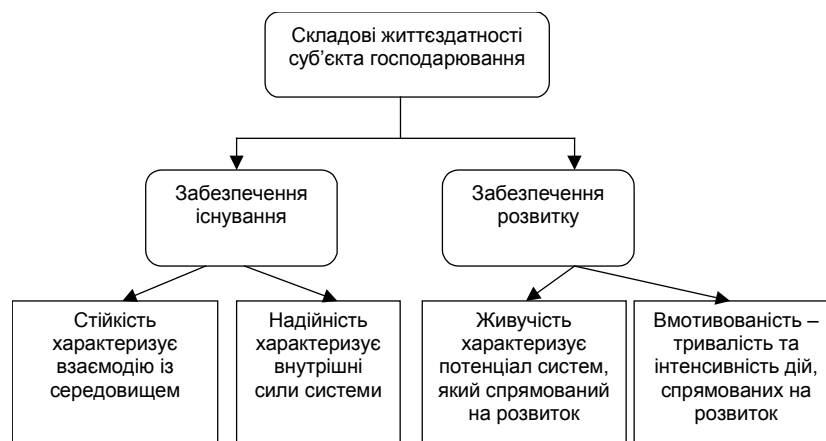 Складові життєздатності
суб’єкта господарювання
Забезпечення
існування
Забезпечення
розвитку
Стійкість
характеризує
взаємодію із
середовищем
Надійність
характеризує
внутрішні
сили системи
Живучість
характеризує
потенціал систем,
який спрямований
на розвиток
Вмотивованість –
тривалість та
інтенсивність дій,
спрямованих на
розвиток